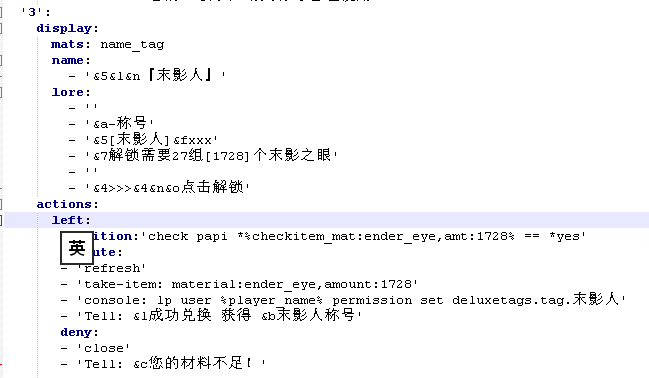 '3':
display:
mats: name_tag
name:
- '&5&l&n『末影人』'
lore:
- ''
- '&a-称号'
- '&5[末影人]&fxxx'
- '&7解锁需要27组[1728]个末影之眼'
- ''
- '&4>>>&4&n&o点击解锁'
actions:
left:
英
ition:'check papi *%checkitem_mat:ender_eye,amt:1728% == *yes'
ute:
- 'refresh'
- 'take-item: material:ender_eye,amount:1728'
- 'console: lp user %player_name% permission set deluxetags.tag.末影人'
- 'Tell: &l成功兑换 获得 &b末影人称号'
deny:
- 'close'
- 'Tell: &c您的材料不足！'